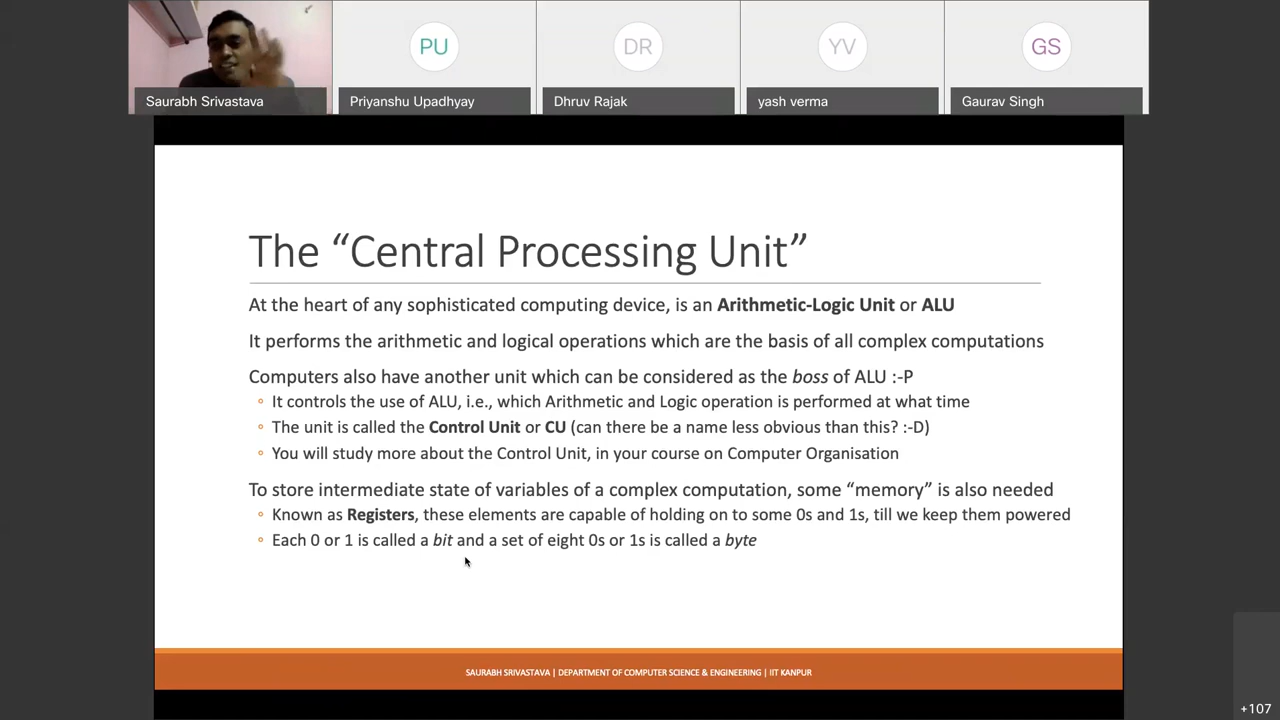 PU
DR
YV
GS
Saurabh Srivastava
Priyanshu Upadhyay
Dhruv Rajak
yash verma
Gaurav Singh
The “Central Processing Unit”
At the heart of any sophisticated computing device, is an Arithmetic-Logic Unit or ALU
It performs the arithmetic and logical operations which are the basis of all complex computations
Computers also have another unit which can be considered as the boss of ALU :-P
◦ It controls the use of ALU, i.e., which Arithmetic and Logic operation is performed at what time
◦ The unit is called the Control Unit or CU (can there be a name less obvious than this? :-D)
◦ You will study more about the Control Unit, in your course on Computer Organisation
To store intermediate state of variables of a complex computation, some “memory” is also needed
◦ Known as Registers, these elements are capable of holding on to some 0s and 1s, till we keep them powered
◦ Each 0 or 1 is called a bit and a set of eight 0s or 1s is called a byte
SAURABH SRIVASTAVA | DEPARTMENT OF COMPUTER SCIENCE & ENGINEERING | IIT KANPUR
+107